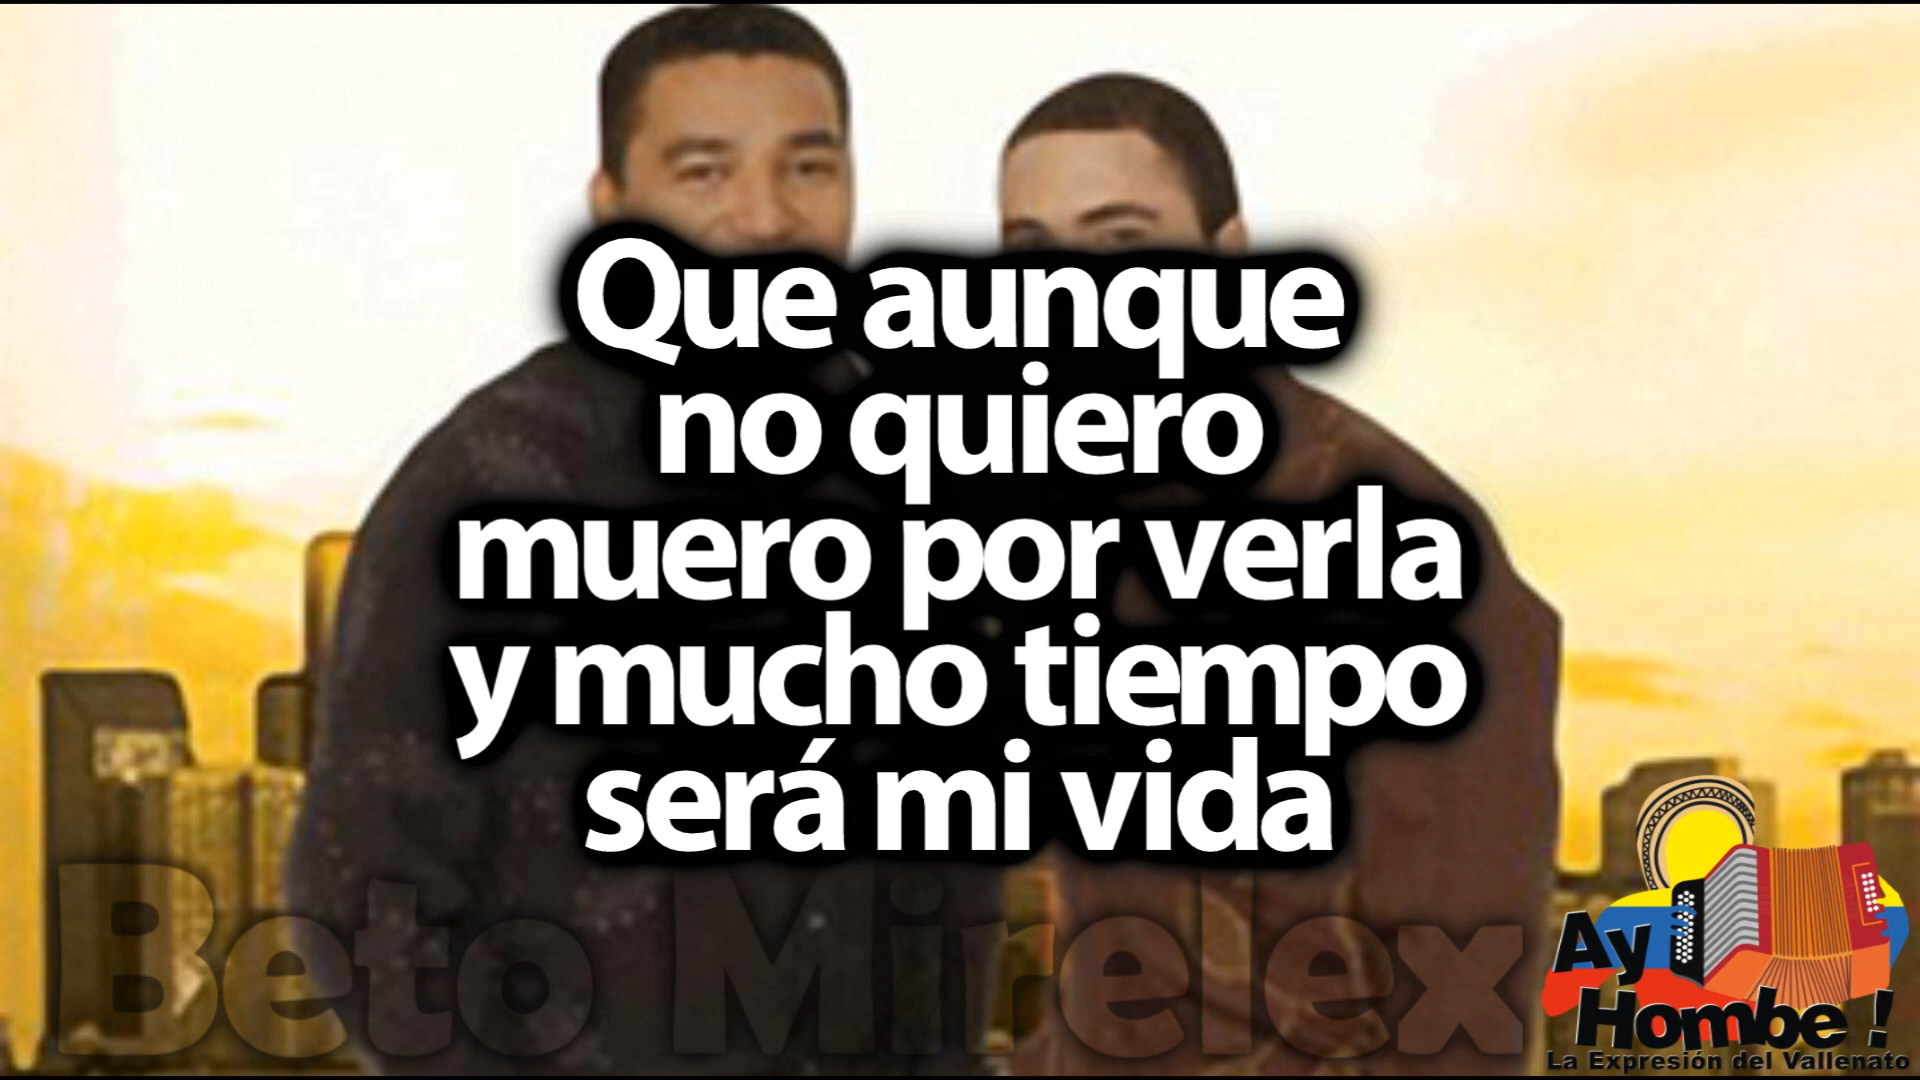 Que aunque
no quiero
muero por verla
y mucho tiempo
será mi vida
Beto Mirelex
Ay
Hombe !
La Expresión del Vallenato